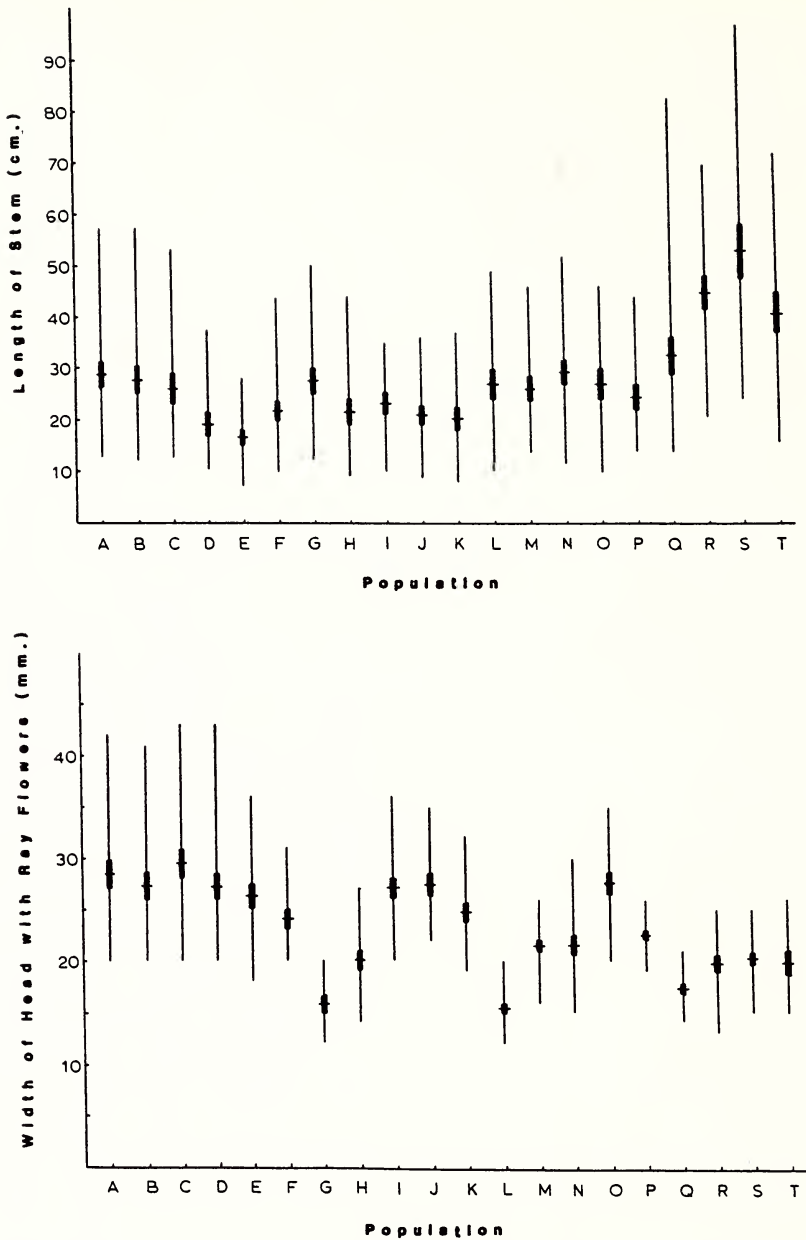 Length of Stem (cm.)
90
80
70
60
50
40
30
20
10
A B C D E F G H I J K L M N O P Q R S T
Population
Width of Head with Ray Flowers (mm.)
40
30
20
10
A B C D E F G H I J K L M N O P Q R S T
Population